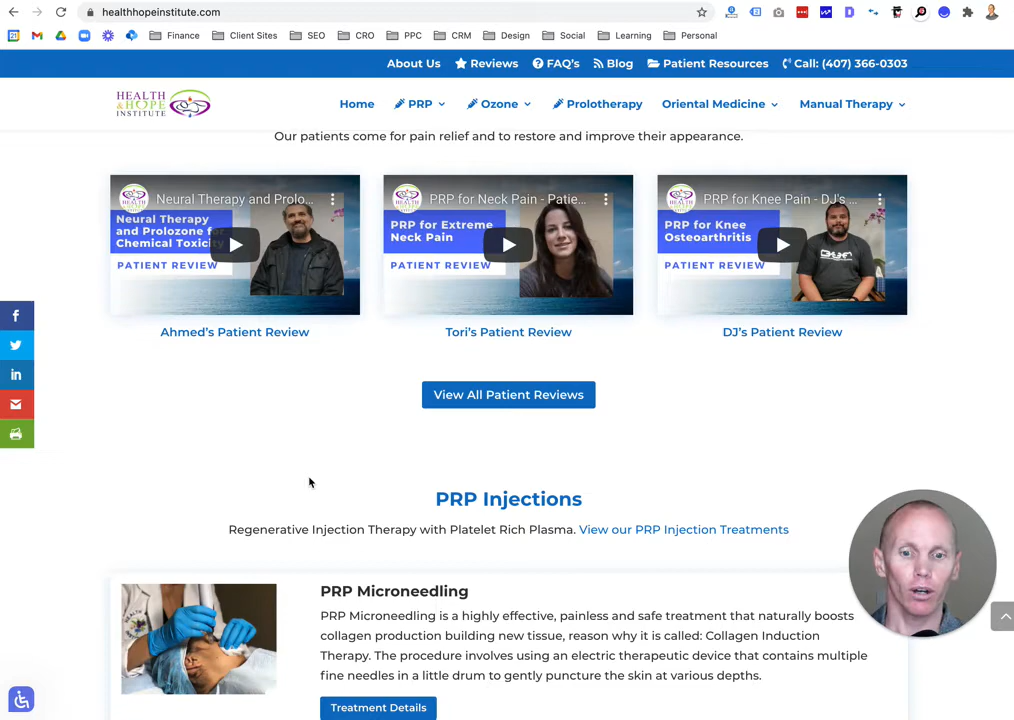 healthhopeinstitute.com
Finance Client Sites SEO CRO PPC CRM Design Social Learning Personal
About Us Reviews FAQ's Blog Patient Resources Call: (407) 366-0303
HEALTH
& HOPE
INSTITUTE
Home PRP Ozone Prolotherapy Oriental Medicine Manual Therapy
Our patients come for pain relief and to restore and improve their appearance.
Neural Therapy and Prolo...
Neural Therapy
and Prolozone for
Chemical Toxicity
PATIENT REVIEW
PRP for Neck Pain - Patie...
PRP for Extreme
Neck Pain
PATIENT REVIEW
PRP for Knee Pain - DJ's ...
PRP for Knee
Osteoarthritis
PATIENT REVIEW
Ahmed's Patient Review
Tori's Patient Review
DJ's Patient Review
View All Patient Reviews
PRP Injections
Regenerative Injection Therapy with Platelet Rich Plasma. View our PRP Injection Treatments
PRP Microneedling
PRP Microneedling is a highly effective, painless and safe treatment that naturally boosts
collagen production building new tissue, reason why it is called: Collagen Induction
Therapy. The procedure involves using an electric therapeutic device that contains multiple
fine needles in a little drum to gently puncture the skin at various depths.
Treatment Details